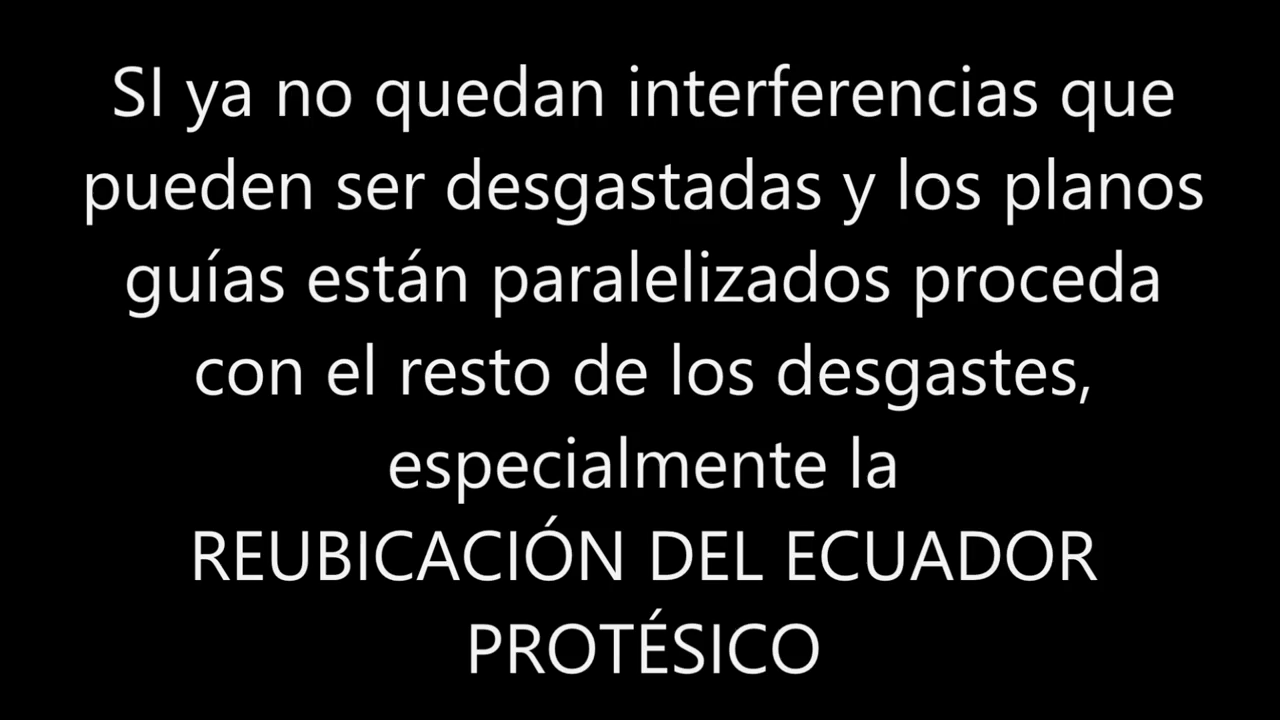 SI ya no quedan interferencias que
pueden ser desgastadas y los planos
guías están paralelizados proceda
con el resto de los desgastes,
especialmente la
REUBICACIÓN DEL ECUADOR
PROTÉSICO